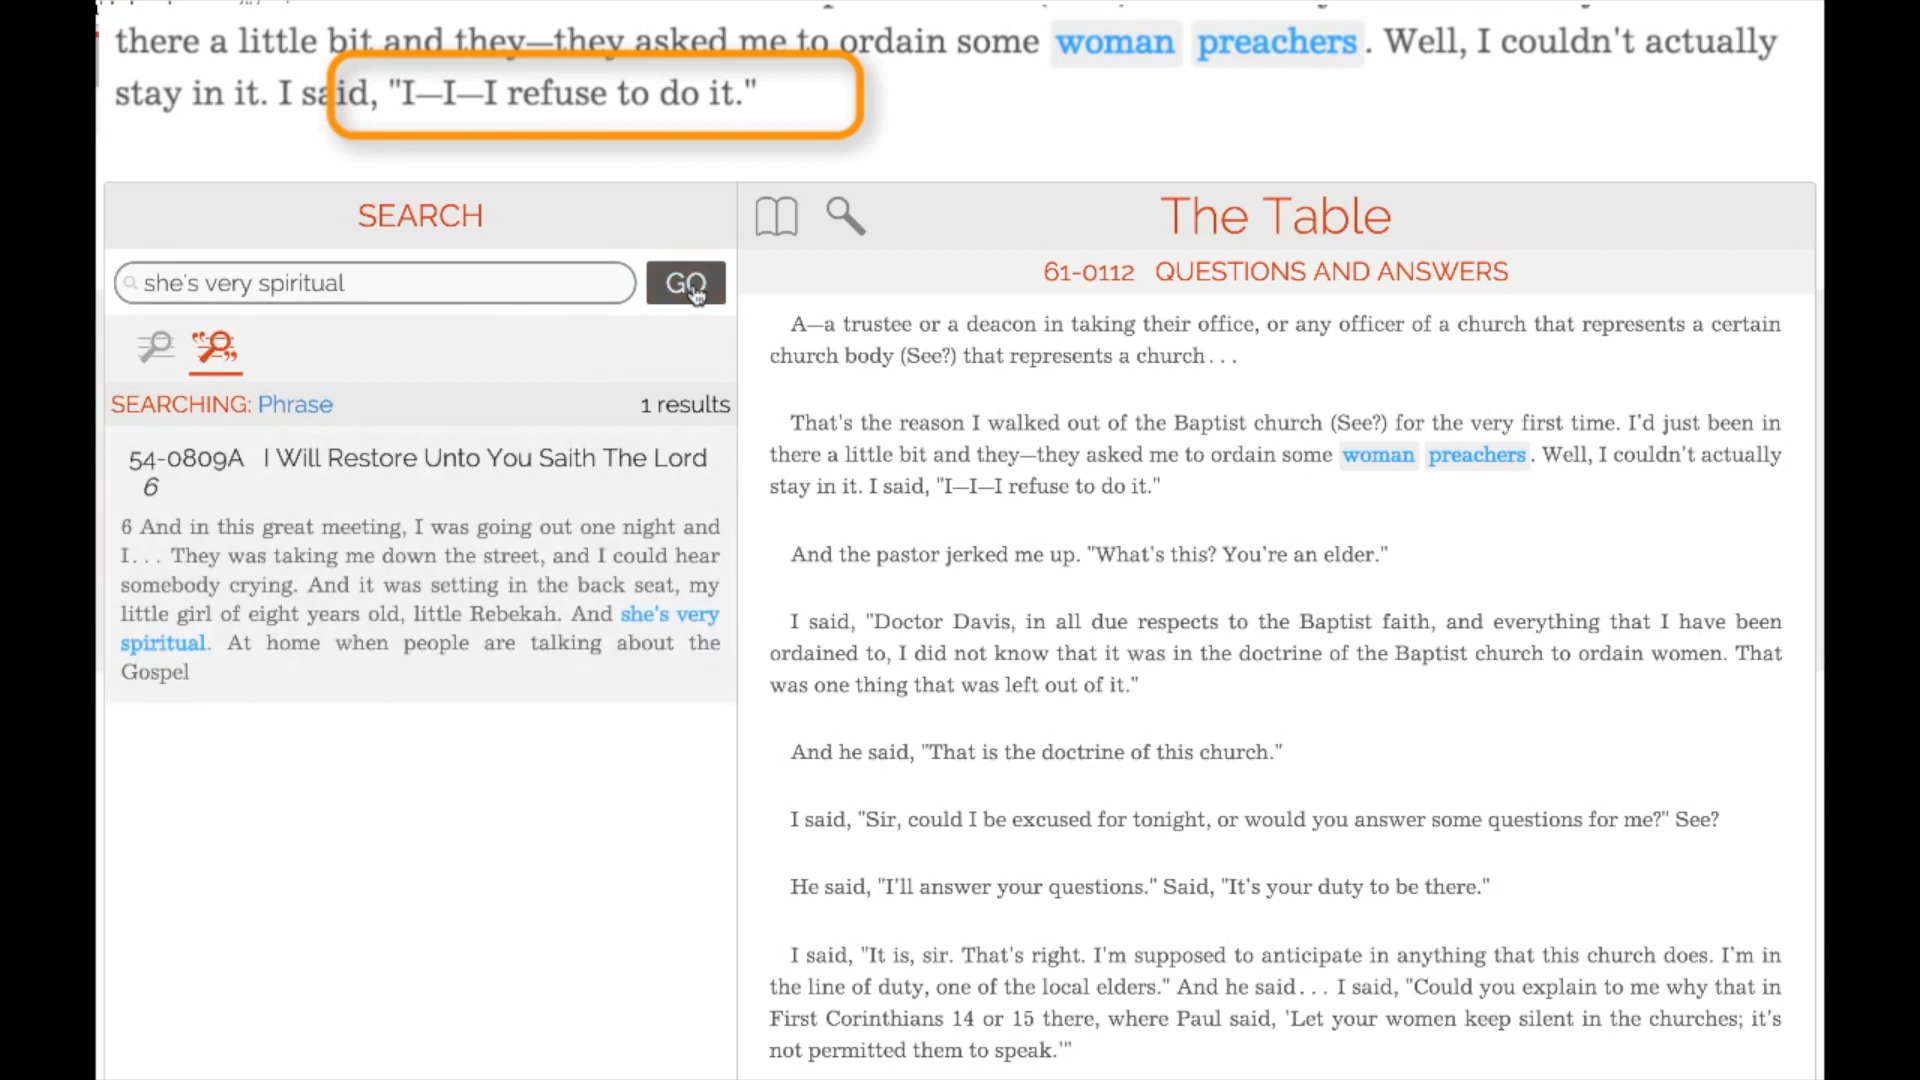 there a little bit and they—they asked me to ordain some woman preachers. Well, I couldn't actually
stay in it. I said, "I—I—I refuse to do it."
SEARCH
she's very spiritual
GO
SEARCHING: Phrase
1 results
54-0809A I Will Restore Unto You Saith The Lord
6
6 And in this great meeting, I was going out one night and
I. . . They was taking me down the street, and I could hear
somebody crying. And it was setting in the back seat, my
little girl of eight years old, little Rebekah. And she's very
spiritual. At home when people are talking about the
Gospel
The Table
61-0112 QUESTIONS AND ANSWERS
A—a trustee or a deacon in taking their office, or any officer of a church that represents a certain
church body (See?) that represents a church. . .
That's the reason I walked out of the Baptist church (See?) for the very first time. I'd just been in
there a little bit and they—they asked me to ordain some woman preachers. Well, I couldn't actually
stay in it. I said, "I—I—I refuse to do it."
And the pastor jerked me up. "What's this? You're an elder."
I said, "Doctor Davis, in all due respects to the Baptist faith, and everything that I have been
ordained to, I did not know that it was in the doctrine of the Baptist church to ordain women. That
was one thing that was left out of it."
And he said, "That is the doctrine of this church."
I said, "Sir, could I be excused for tonight, or would you answer some questions for me?" See?
He said, "I'll answer your questions." Said, "It's your duty to be there."
I said, "It is, sir. That's right. I'm supposed to anticipate in anything that this church does. I'm in
the line of duty, one of the local elders." And he said. . . I said, "Could you explain to me why that in
First Corinthians 14 or 15 there, where Paul said, 'Let your women keep silent in the churches; it's
not permitted them to speak.'"